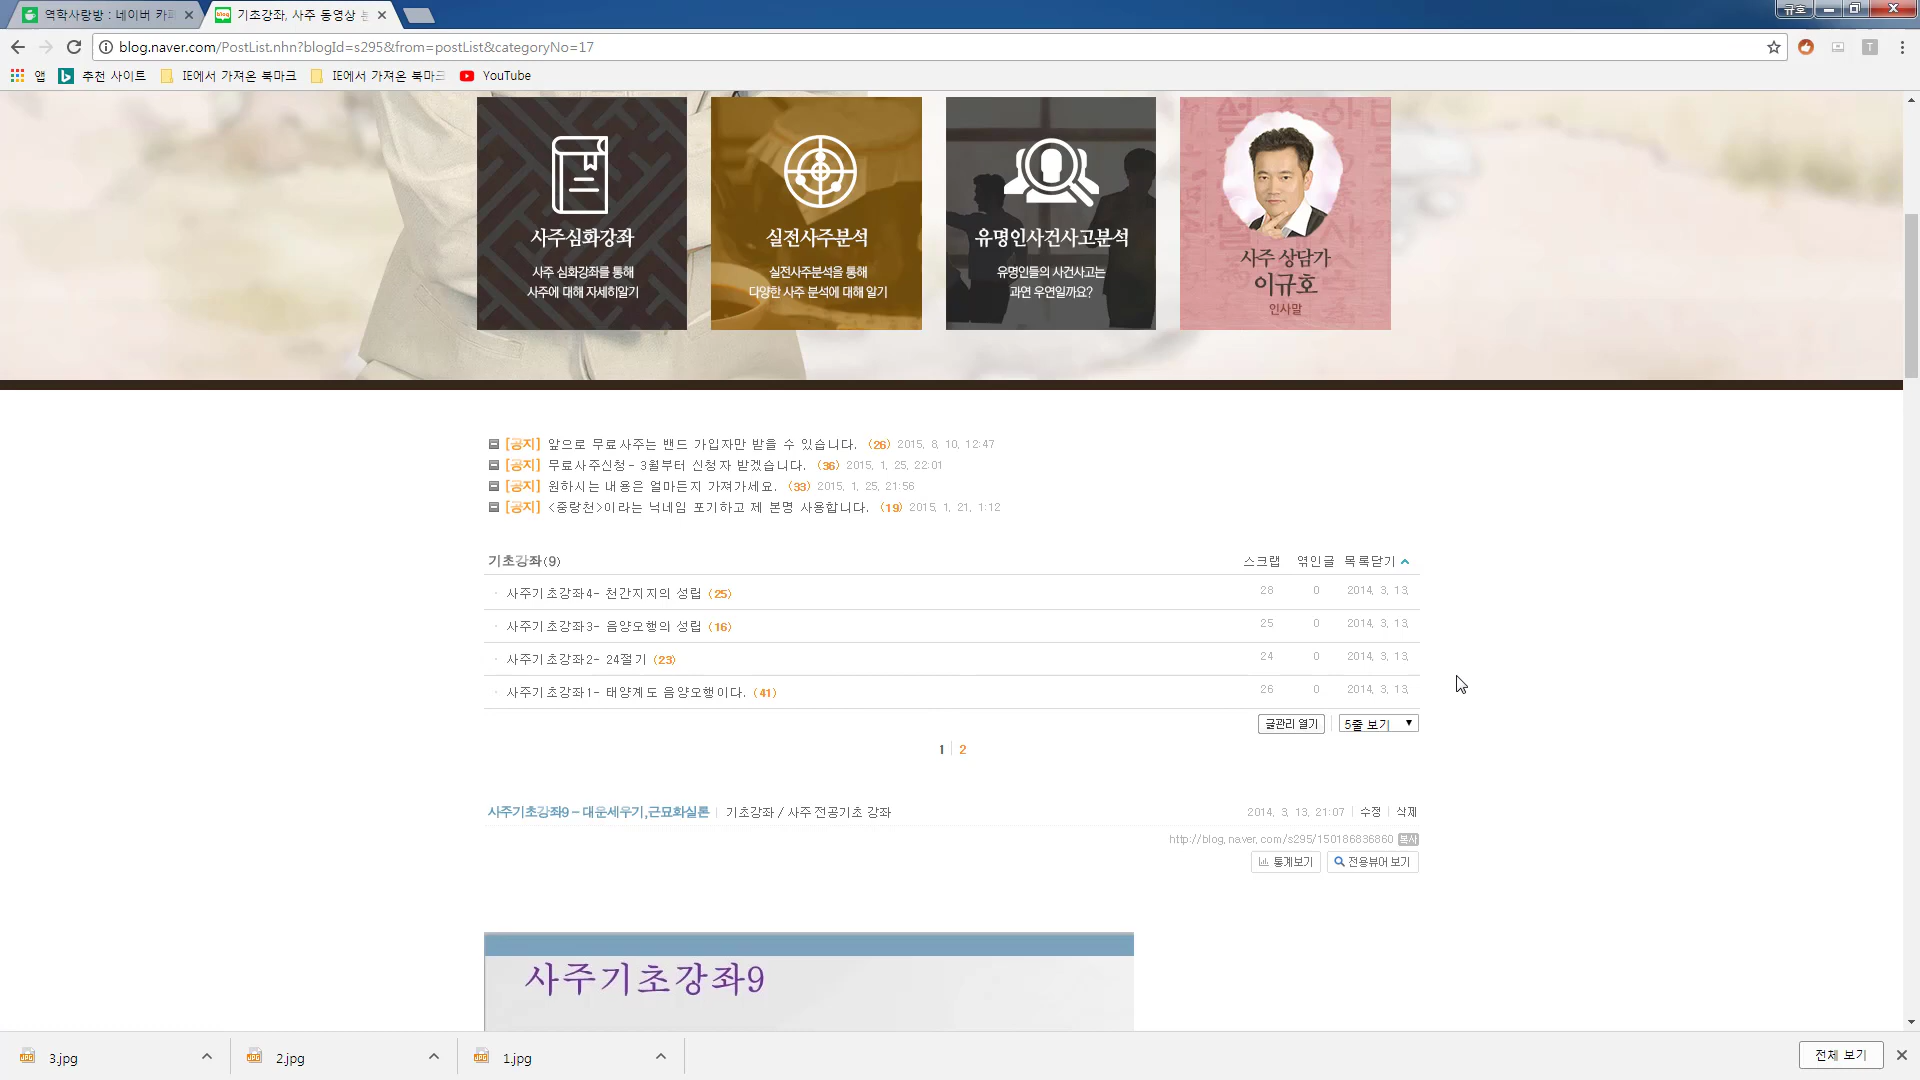 역학사랑방 : 네이버 카페
기초강좌, 사주 동영상
규호
blog.naver.com/PostList.nhn?blogId=s295&from=postList&categoryNo=17
앱
추천 사이트
IE에서 가져온 북마크
IE에서 가져온 북마크
YouTube
사주심화강좌
사주 심화강좌를 통해
사주에 대해 자세히알기
실전사주분석
실전사주분석을 통해
다양한 사주 분석에 대해 알기
유명인사건사고분석
유명인들의 사건사고는
과연 우연일까요?
사주 상담가
이규호
인사말
[공지] 앞으로 무료사주는 밴드 가입자만 받을 수 있습니다. (26) 2015. 8. 10. 12:47
[공지] 무료사주신청- 3월부터 신청자 받겠습니다. (36) 2015. 1. 25. 22:01
[공지] 원하시는 내용은 얼마든지 가져가세요. (33) 2015. 1. 25. 21:56
[공지] <중랑천>이라는 닉네임 포기하고 제 본명 사용합니다. (19) 2015. 1. 21. 1:12
기초강좌(9) 스크랩 엮인글 목록닫기
· 사주기초강좌4- 천간지지의 성립 (25) 28 0 2014. 3. 13.
· 사주기초강좌3- 음양오행의 성립 (16) 25 0 2014. 3. 13.
· 사주기초강좌2- 24절기 (23) 24 0 2014. 3. 13.
· 사주기초강좌1- 태양계도 음양오행이다. (41) 26 0 2014. 3. 13.
글관리 열기 | 5줄 보기
1 | 2
사주기초강좌9 - 대운세우기,근묘화실론 | 기초강좌 / 사주 전공기초 강좌 2014. 3. 13. 21:07 | 수정 | 삭제
http://blog.naver.com/s295/150186836860 복사
통계보기 전용뷰어 보기
사주기초강좌9
3.jpg
2.jpg
1.jpg
전체 보기